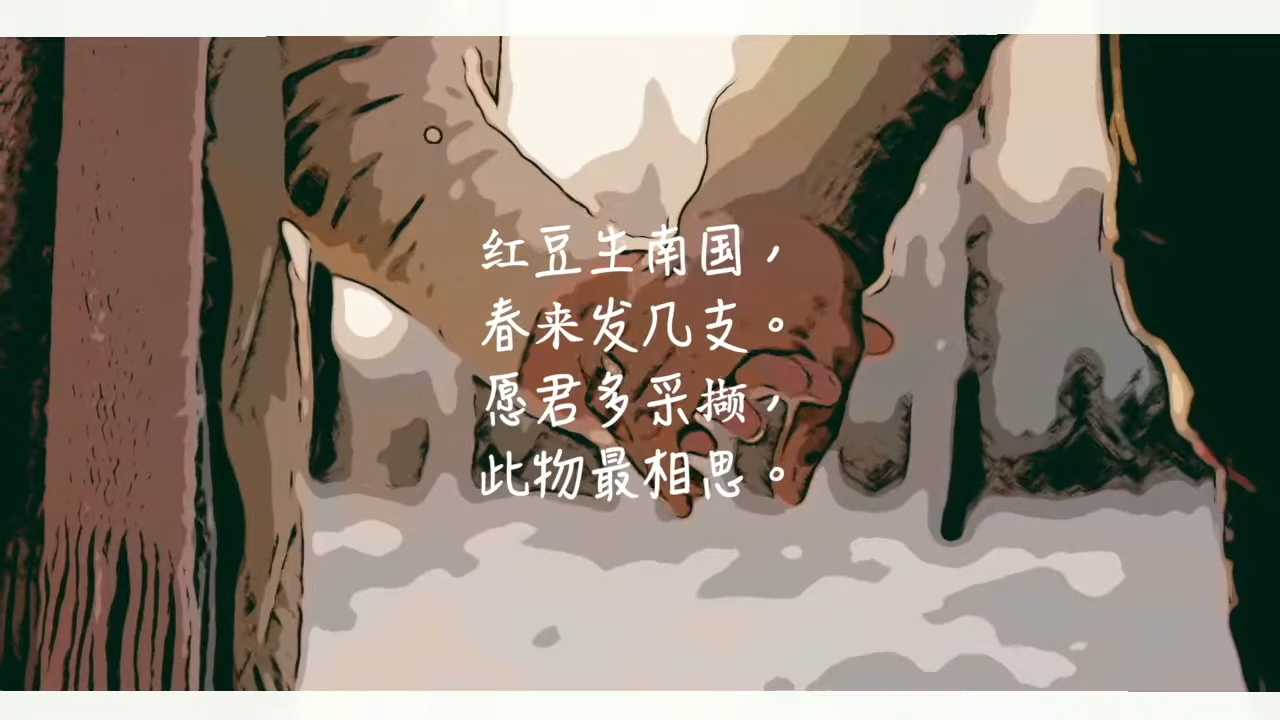 红豆生南国，
春来发几支。
愿君多采撷，
此物最相思。